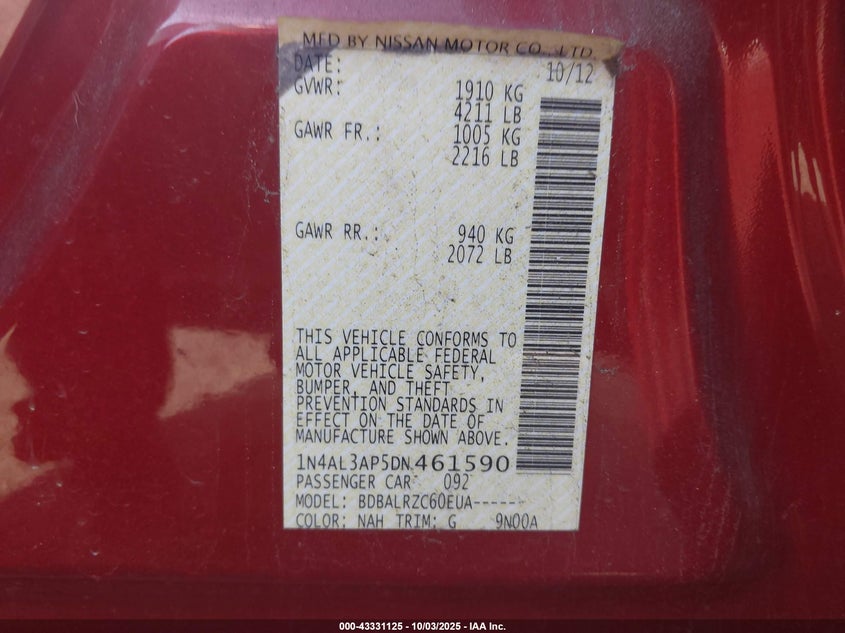 MFD BY NISSAN MOTOR CO., LTD.
DATE: 10/12
GVWR: 1910 KG
4211 LB
GAWR FR.: 1005 KG
2216 LB
GAWR RR.: 940 KG
2072 LB
THIS VEHICLE CONFORMS TO
ALL APPLICABLE FEDERAL
MOTOR VEHICLE SAFETY,
BUMPER, AND THEFT
PREVENTION STANDARDS IN
EFFECT ON THE DATE OF
MANUFACTURE SHOWN ABOVE.
1N4AL3AP5DN461590
PASSENGER CAR 092
MODEL: BDBALRZC60EUA------
COLOR: NAH TRIM: G 9N00A
000-43331125 - 10/03/2025 - IAA Inc.